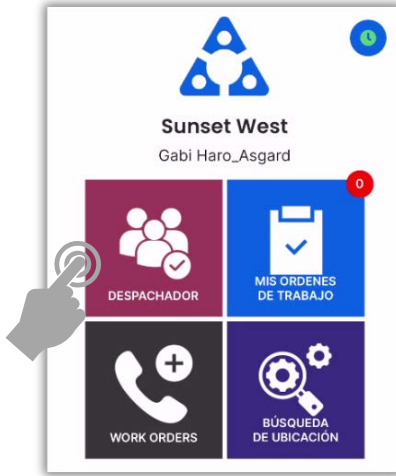 Sunset West
Gabi Haro_Asgard
0
DESPACHADOR
MIS ORDENES
DE TRABAJO
WORK ORDERS
BÚSQUEDA
DE UBICACIÓN